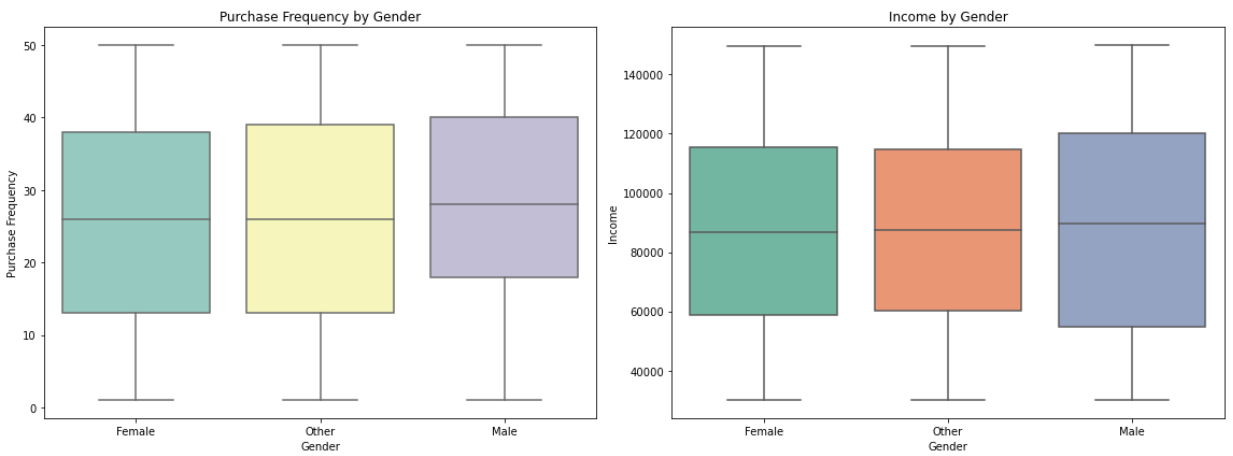 Purchase Frequency by Gender
50
40
30
20
10
0
Purchase Frequency
Female Other Male
Gender
Income by Gender
140000
120000
100000
80000
60000
40000
Income
Female Other Male
Gender